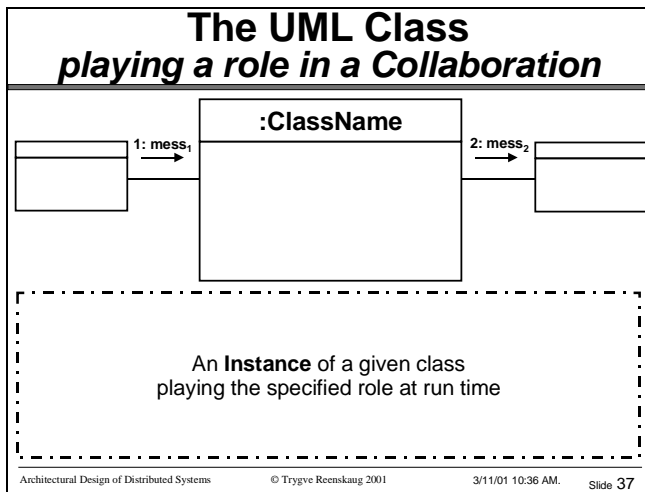 The UML Class
playing a role in a Collaboration
:ClassName
1: mess₁
2: mess₂
An Instance of a given class
playing the specified role at run time
Architectural Design of Distributed Systems © Trygve Reenskaug 2001 3/11/01 10:36 AM. Slide 37